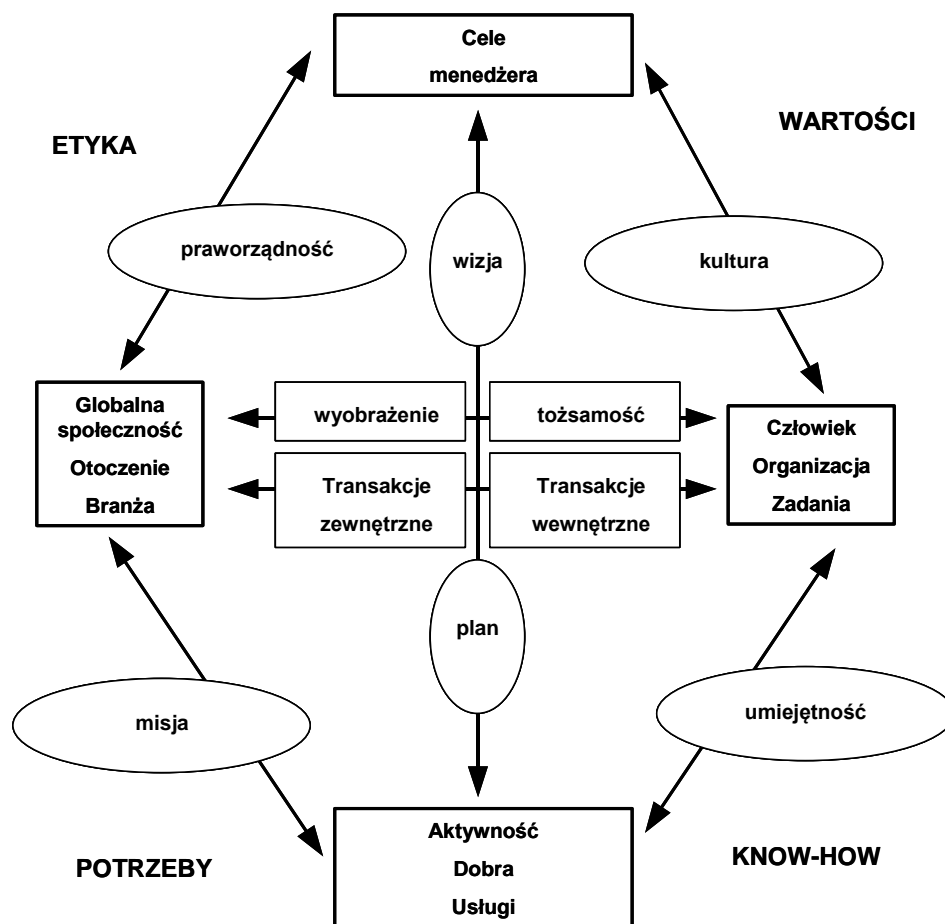 Cele
menedżera
WARTOŚCI
ETYKA
praworządność
wizja
kultura
Globalna
społeczność
Otoczenie
Branża
wyobrażenie
tożsamość
Transakcje
zewnętrzne
Transakcje
wewnętrzne
Człowiek
Organizacja
Zadania
plan
misja
umiejętność
Aktywność
Dobra
Usługi
POTRZEBY
KNOW-HOW